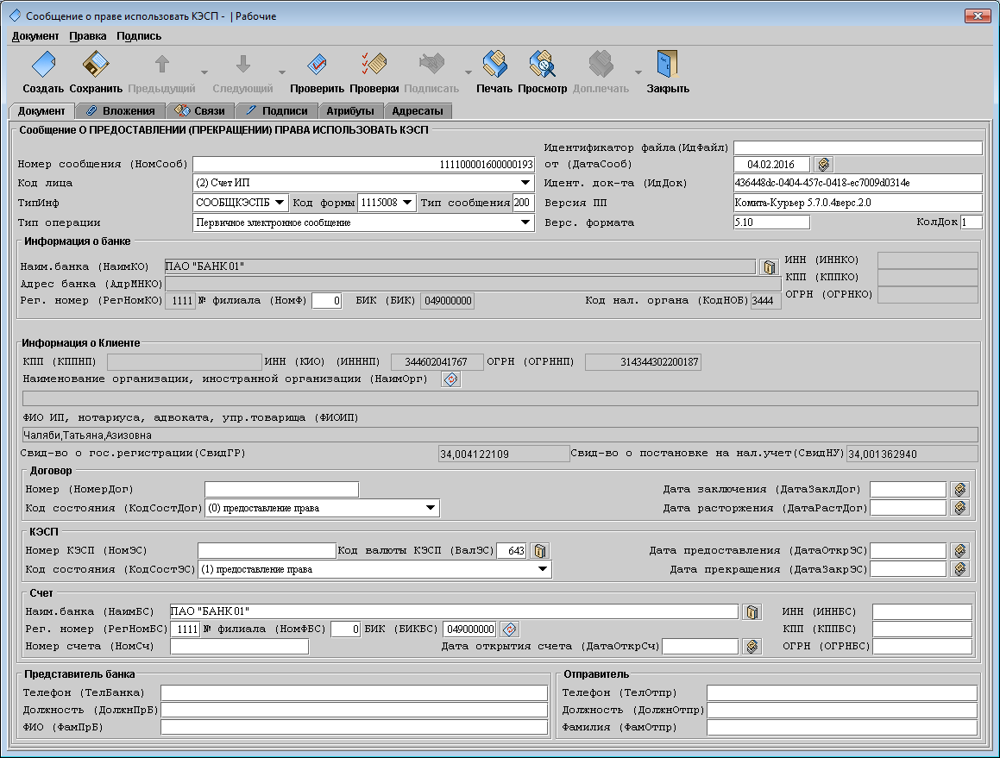 Сообщение о праве использовать КЭСП - | Рабочие
Документ Правка Подпись
Создать Сохранить Предыдущий Следующий Проверить Проверки Подписать Печать Просмотр Доп.печать Закрыть
Документ Вложения Связи Подписи Атрибуты Адресаты
Сообщение О ПРЕДОСТАВЛЕНИИ (ПРЕКРАЩЕНИИ) ПРАВА ИСПОЛЬЗОВАТЬ КЭСП
Идентификатор файла(ИдФайл)
Номер сообщения (НомСооб) 111100001600000193 от (ДатаСооб) 04.02.2016
Код лица (2) Счет ИП Идент. док-та (ИдДок) 436448dc-0404-457c-0418-ec7009d0314e
ТипИнф СООБЩКЭСПБ Код формы 1115008 Тип сообщения 200 Версия ПП Комита-Курьер 5.7.0.4верс.2.0
Тип операции Первичное электронное сообщение Верс. формата 5.10 КолДок 1
Информация о банке
Наим.банка (НаимКО) ПАО "БАНК 01" ИНН (ИННКО)
Адрес банка (АдрМНКО) КПП (КППКО)
Рег. номер (РегНомКО) 1111 № филиала (НомФ) 0 БИК (БИК) 049000000 Код нал. органа (КодНОБ) 3444 ОГРН (ОГРНКО)
Информация о Клиенте
КПП (КППНП) ИНН (КИО) (ИНННП) 344602041767 ОГРН (ОГРННП) 314344302200187
Наименование организации, иностранной организации (НаимОрг)
ФИО ИП, нотариуса, адвоката, упр.товарища (ФИОИП)
Чаляби,Татьяна,Азизовна
Свид-во о гос.регистрации(СвидГР) 34,004122109 Свид-во о постановке на нал.учет(СвидНУ) 34,001362940
Договор
Номер (НомерДог) Дата заключения (ДатаЗаклДог)
Код состояния (КодСостДог) (0) предоставление права Дата расторжения (ДатаРастДог)
КЭСП
Номер КЭСП (НомЭС) Код валюты КЭСП (ВалЭС) 643 Дата предоставления (ДатаОткрЭС)
Код состояния (КодСостЭС) (1) предоставление права Дата прекращения (ДатаЗакрЭС)
Счет
Наим.банка (НаимБС) ПАО "БАНК 01" ИНН (ИННБС)
Рег. номер (РегНомБС) 1111 № филиала (НомФБС) 0 БИК (БИКБС) 049000000 КПП (КППБС)
Номер счета (НомСч) Дата открытия счета (ДатаОткрСч) ОГРН (ОГРНБС)
Представитель банка Отправитель
Телефон (ТелБанка) Телефон (ТелОтпр)
Должность (ДолжнПрБ) Должность (ДолжнОтпр)
ФИО (ФамПрБ) Фамилия (ФамОтпр)